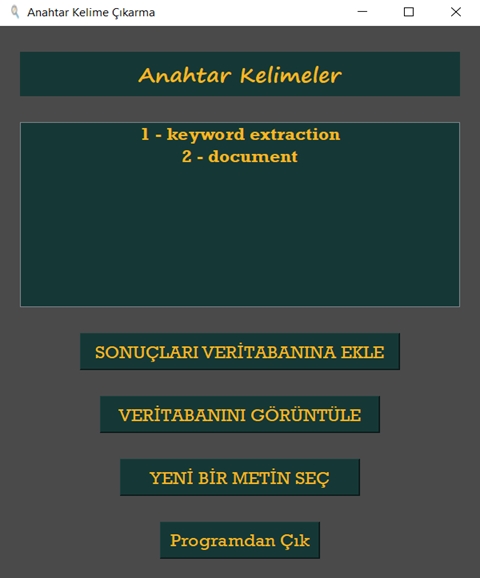 Anahtar Kelime Çıkarma
Anahtar Kelimeler
1 - keyword extraction
2 - document
SONUÇLARI VERİTABANINA EKLE
VERİTABANINI GÖRÜNTÜLE
YENİ BİR METİN SEÇ
Programdan Çık